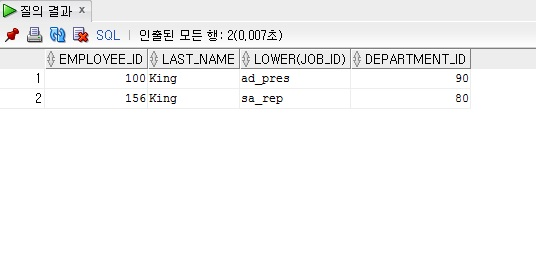 질의 결과 x
SQL | 인출된 모든 행: 2(0,007초)
EMPLOYEE_ID LAST_NAME LOWER(JOB_ID) DEPARTMENT_ID
1 100 King ad_pres 90
2 156 King sa_rep 80